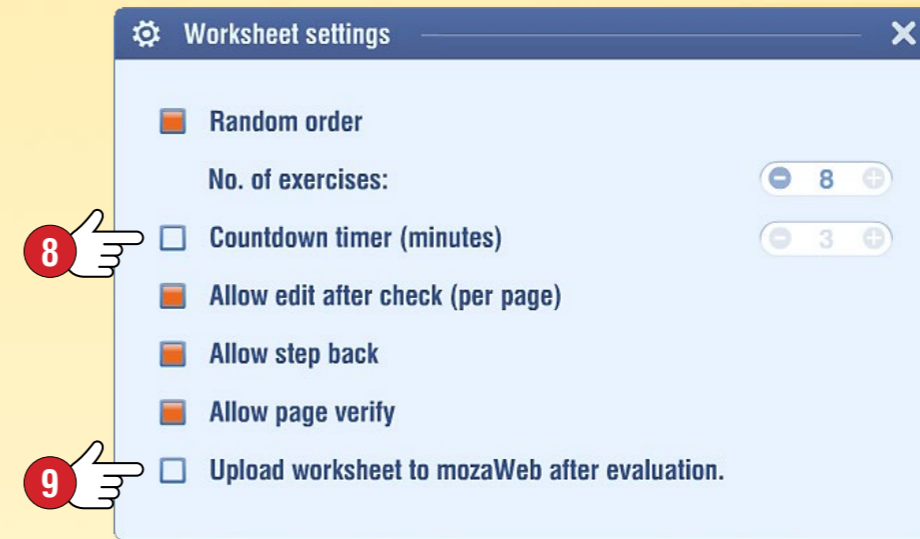 Worksheet settings
Random order
No. of exercises: 8
8 Countdown timer (minutes) 3
Allow edit after check (per page)
Allow step back
Allow page verify
9 Upload worksheet to mozaWeb after evaluation.